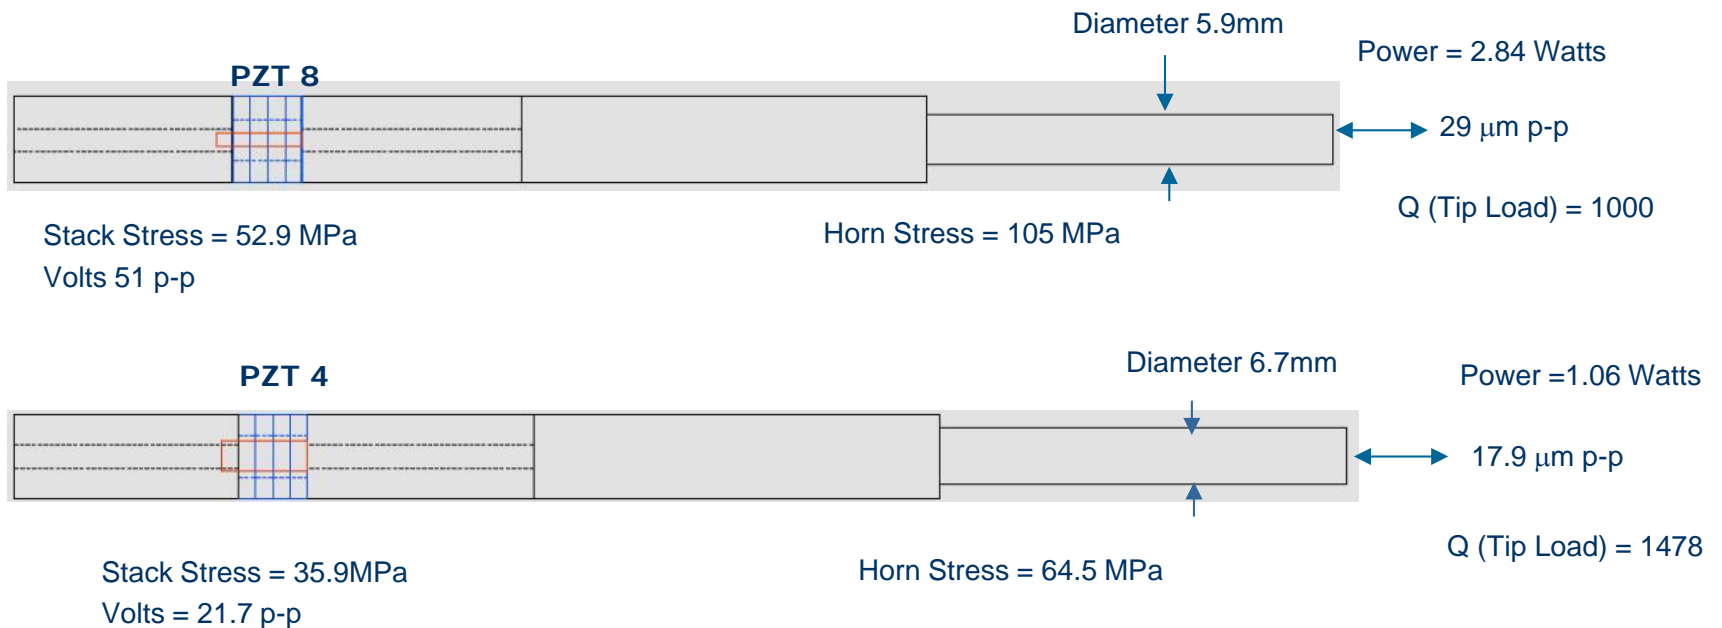 Diameter 5.9mm
Power = 2.84 Watts
PZT 8
29 μm p-p
Q (Tip Load) = 1000
Stack Stress = 52.9 MPa
Horn Stress = 105 MPa
Volts 51 p-p
Diameter 6.7mm
PZT 4
Power =1.06 Watts
17.9 μm p-p
Q (Tip Load) = 1478
Stack Stress = 35.9MPa
Horn Stress = 64.5 MPa
Volts = 21.7 p-p